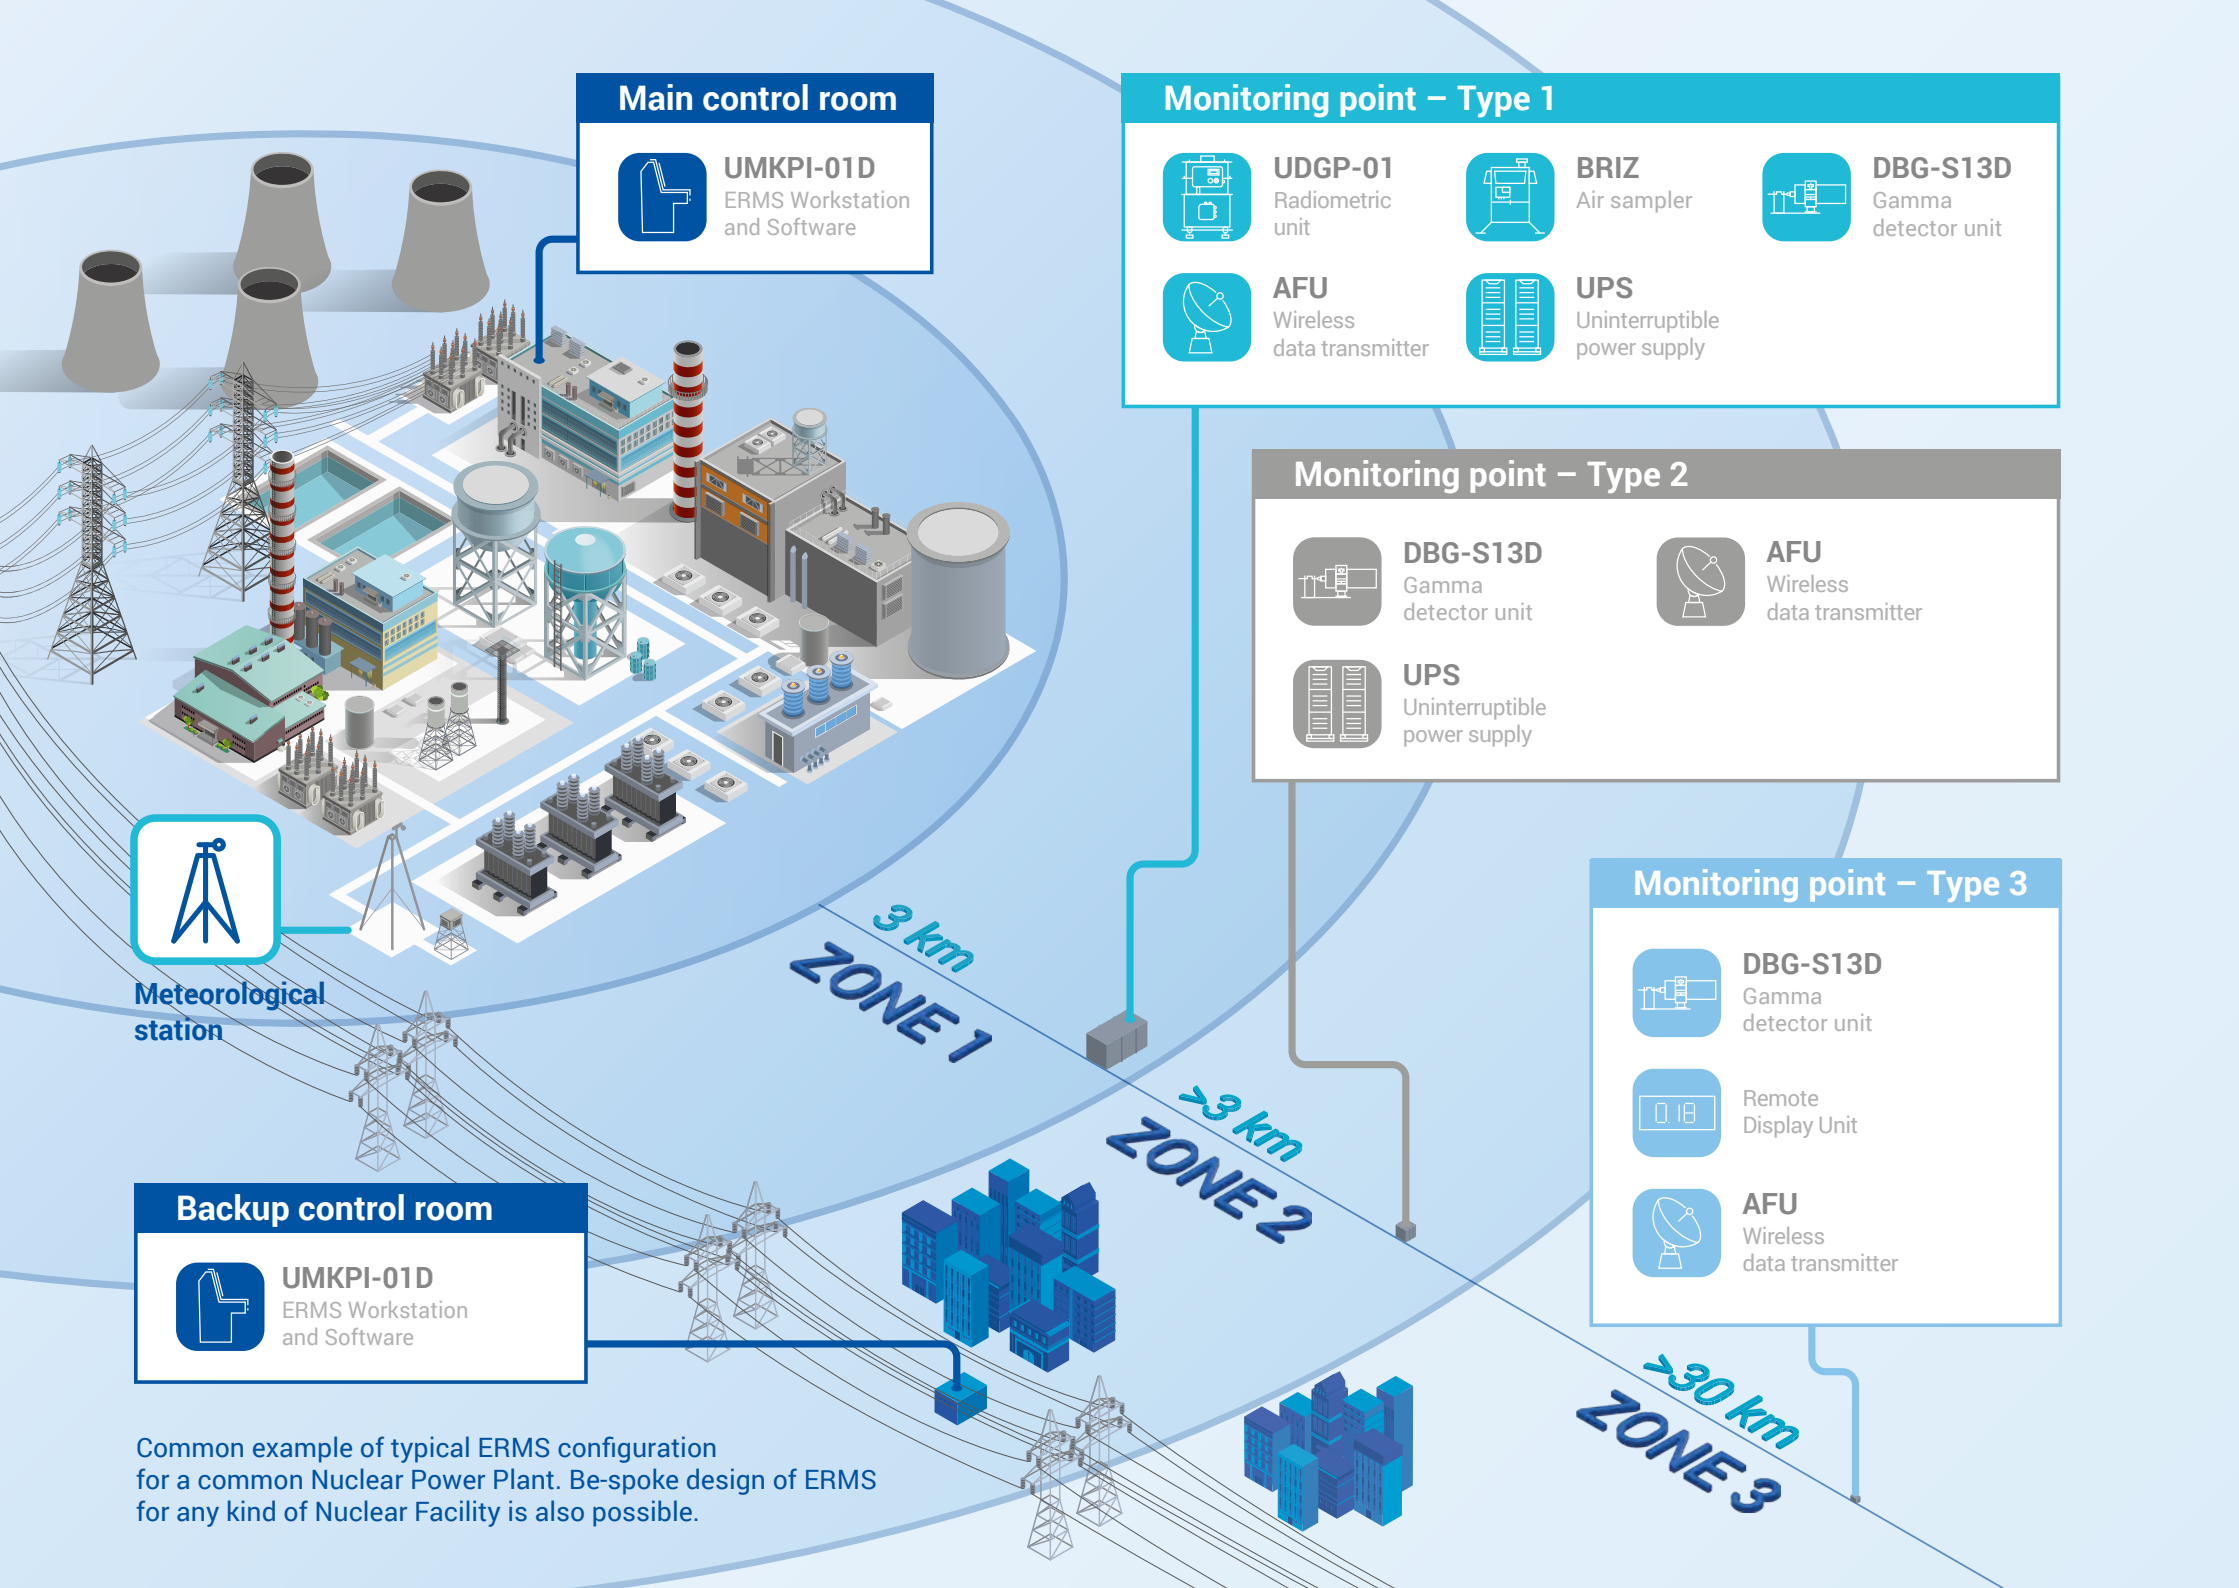 Main control room
UMKPI-01D
ERMS Workstation
and Software
Monitoring point – Type 1
UDGP-01
Radiometric
unit
BRIZ
Air sampler
DBG-S13D
Gamma
detector unit
AFU
Wireless
data transmitter
UPS
Uninterruptible
power supply
Monitoring point – Type 2
DBG-S13D
Gamma
detector unit
AFU
Wireless
data transmitter
UPS
Uninterruptible
power supply
Monitoring point – Type 3
DBG-S13D
Gamma
detector unit
0.18
Remote
Display Unit
AFU
Wireless
data transmitter
Meteorological
station
3 km
ZONE 1
>3 km
ZONE 2
>30 km
ZONE 3
Backup control room
UMKPI-01D
ERMS Workstation
and Software
Common example of typical ERMS configuration
for a common Nuclear Power Plant. Be-spoke design of ERMS
for any kind of Nuclear Facility is also possible.